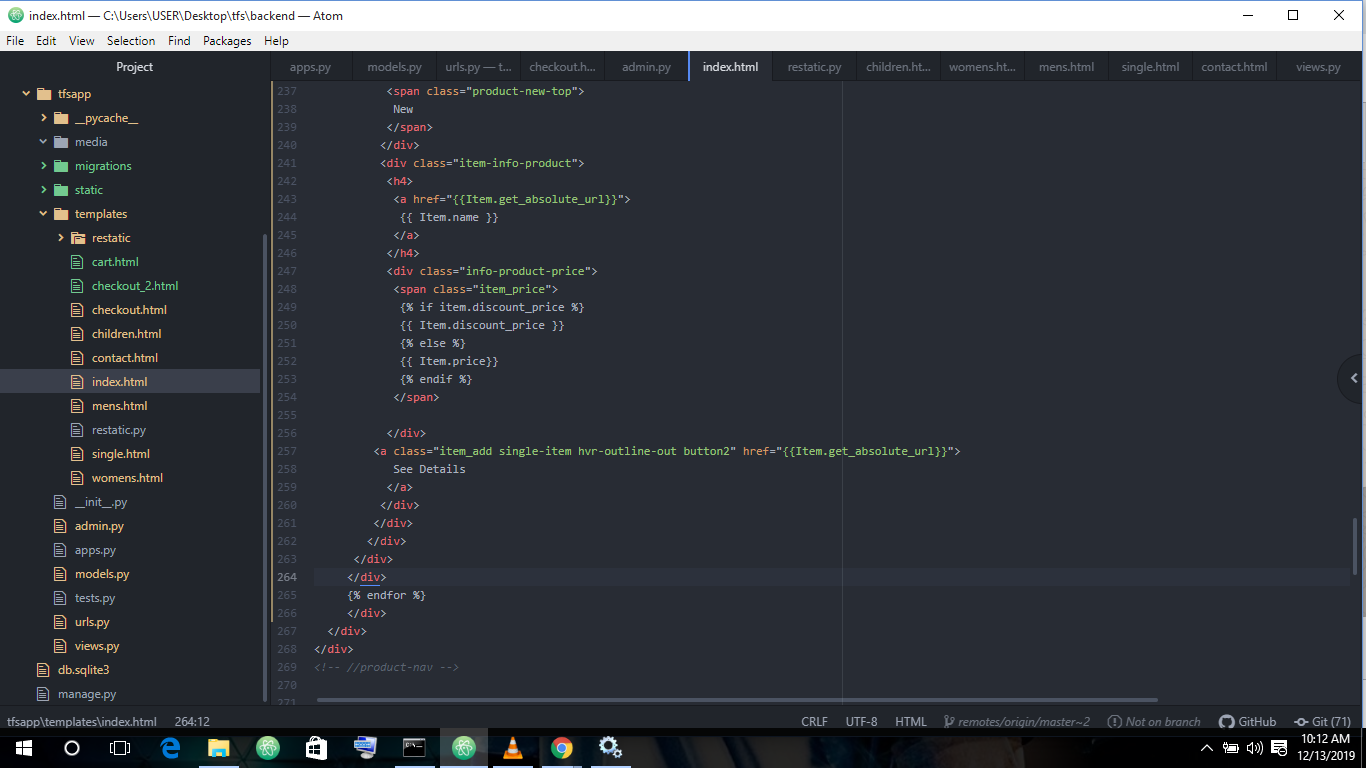 index.html — C:\Users\USER\Desktop\tfs\backend — Atom
File Edit View Selection Find Packages Help
Project
apps.py models.py urls.py — t... checkout.h... admin.py index.html restatic.py children.ht... womens.ht... mens.html single.html contact.html views.py
tfsapp
__pycache__
media
migrations
static
templates
restatic
cart.html
checkout_2.html
checkout.html
children.html
contact.html
index.html
mens.html
restatic.py
single.html
womens.html
__init__.py
admin.py
apps.py
models.py
tests.py
urls.py
views.py
db.sqlite3
manage.py
237 <span class="product-new-top">
238 New
239 </span>
240 </div>
241 <div class="item-info-product">
242 <h4>
243 <a href="{{Item.get_absolute_url}}">
244 {{ Item.name }}
245 </a>
246 </h4>
247 <div class="info-product-price">
248 <span class="item_price">
249 {% if item.discount_price %}
250 {{ Item.discount_price }}
251 {% else %}
252 {{ Item.price}}
253 {% endif %}
254 </span>
255
256 </div>
257 <a class="item_add single-item hvr-outline-out button2" href="{{Item.get_absolute_url}}">
258 See Details
259 </a>
260 </div>
261 </div>
262 </div>
263 </div>
264 </div>
265 {% endfor %}
266 </div>
267 </div>
268 </div>
269 <!-- //product-nav -->
270
271
tfsapp\templates\index.html 264:12 CRLF UTF-8 HTML remotes/origin/master~2 Not on branch GitHub Git (71)
10:12 AM
12/13/2019